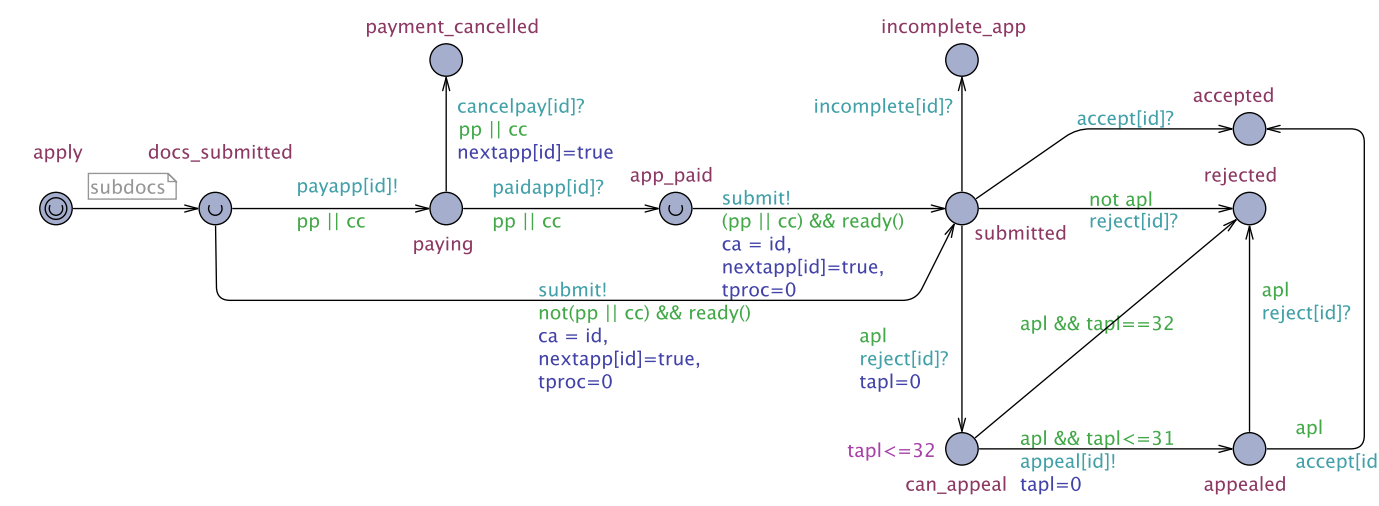 payment_cancelled
incomplete_app
cancelpay[id]?
pp || cc
nextapp[id]=true
incomplete[id]?
accepted
accept[id]?
apply
docs_submitted
subdocs
payapp[id]!
pp || cc
paying
paidapp[id]?
pp || cc
app_paid
submit!
(pp || cc) && ready()
ca = id,
nextapp[id]=true,
tproc=0
submitted
rejected
not apl
reject[id]?
submit!
not(pp || cc) && ready()
ca = id,
nextapp[id]=true,
tproc=0
apl
reject[id]?
tapl=0
apl && tapl==32
apl
reject[id]?
tapl<=32
can_appeal
apl && tapl<=31
appeal[id]!
tapl=0
appealed
apl
accept[id